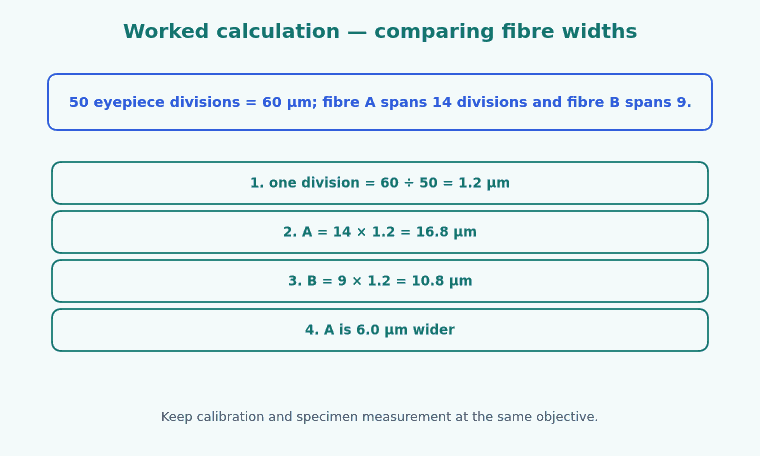 Worked calculation — comparing fibre widths
50 eyepiece divisions = 60 µm; fibre A spans 14 divisions and fibre B spans 9.
1. one division = 60 ÷ 50 = 1.2 µm
2. A = 14 × 1.2 = 16.8 µm
3. B = 9 × 1.2 = 10.8 µm
4. A is 6.0 µm wider
Keep calibration and specimen measurement at the same objective.